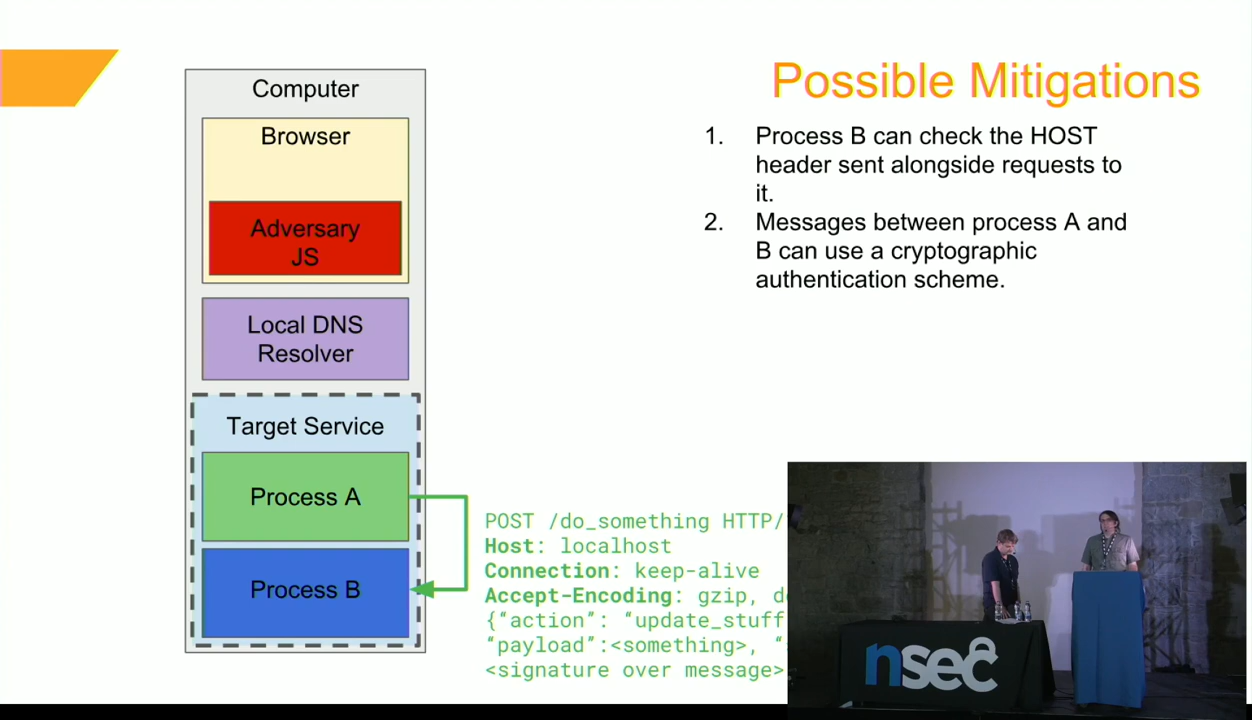 Possible Mitigations
Computer
Browser
Adversary
JS
Local DNS
Resolver
Target Service
Process A
Process B
1. Process B can check the HOST
header sent alongside requests to
it.
2. Messages between process A and
B can use a cryptographic
authentication scheme.
POST /do_something HTTP/
Host: localhost
Connection: keep-alive
Accept-Encoding: gzip, d
{“action”: “update_stuff
“payload”:<something>, “
<signature over message>
nsec